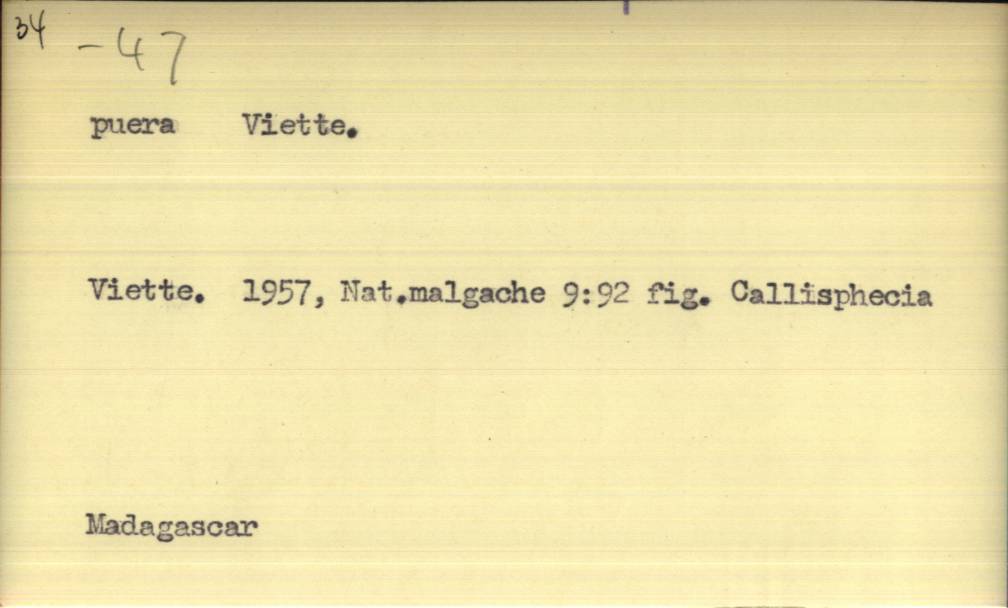 34
-47
puera Viette.
Viette. 1957, Nat.malgache 9:92 fig. Callisphecia
Madagascar